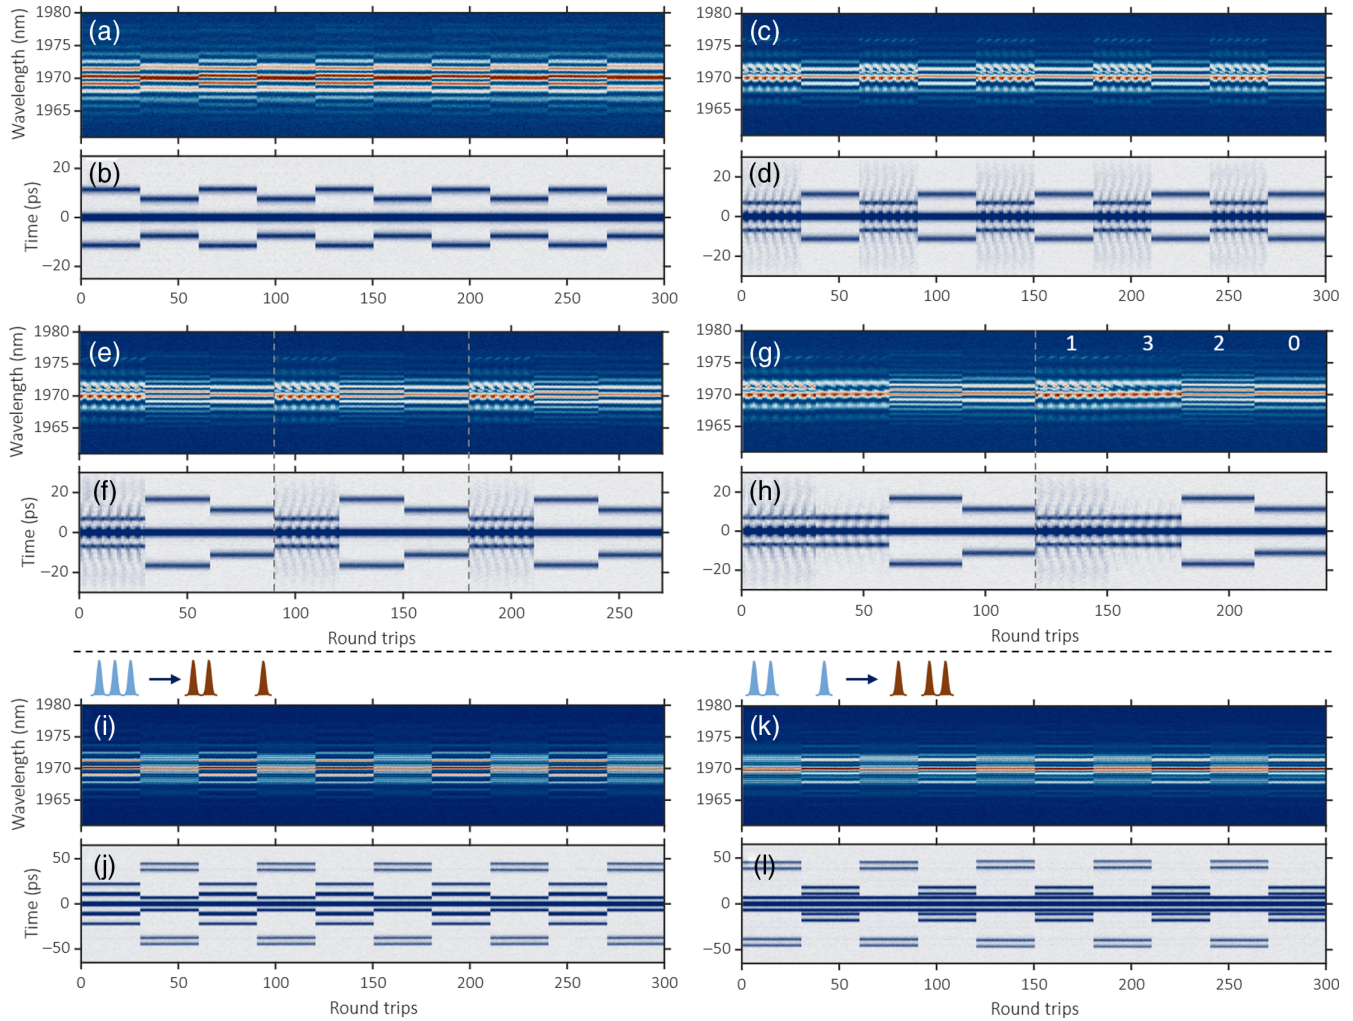 (a)
Wavelength (nm)
1980
1975
1970
1965
(b)
Time (ps)
20
0
−20
0 50 100 150 200 250 300
(c)
1980
1975
1970
1965
(d)
20
0
−20
0 50 100 150 200 250 300
(e)
Wavelength (nm)
1980
1975
1970
1965
(f)
Time (ps)
20
0
−20
0 50 100 150 200 250
Round trips
(g)
1 3 2 0
1980
1975
1970
1965
(h)
20
0
−20
0 50 100 150 200
Round trips
(i)
Wavelength (nm)
1980
1975
1970
1965
(j)
Time (ps)
50
0
−50
0 50 100 150 200 250 300
Round trips
(k)
1980
1975
1970
1965
(l)
50
0
−50
0 50 100 150 200 250 300
Round trips